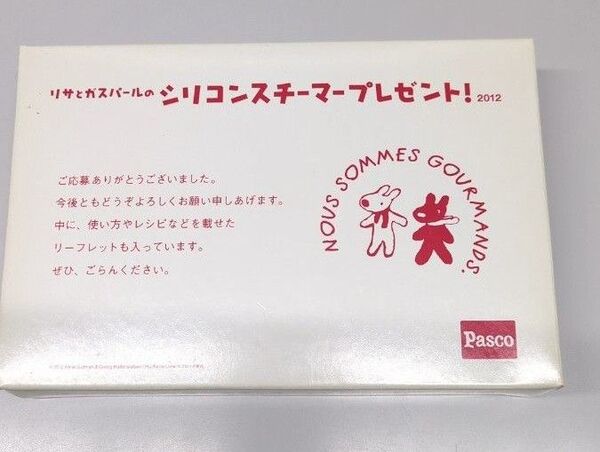 リサとガスパールの シリコンスチーマープレゼント! 2012
ご応募ありがとうございました。
今後ともどうぞよろしくお願い申しあげます。
中に、使い方やレシピなどを載せた
リーフレットも入っています。
ぜひ、ごらんください。
NOUS SOMMES GOURMANDS.
Pasco